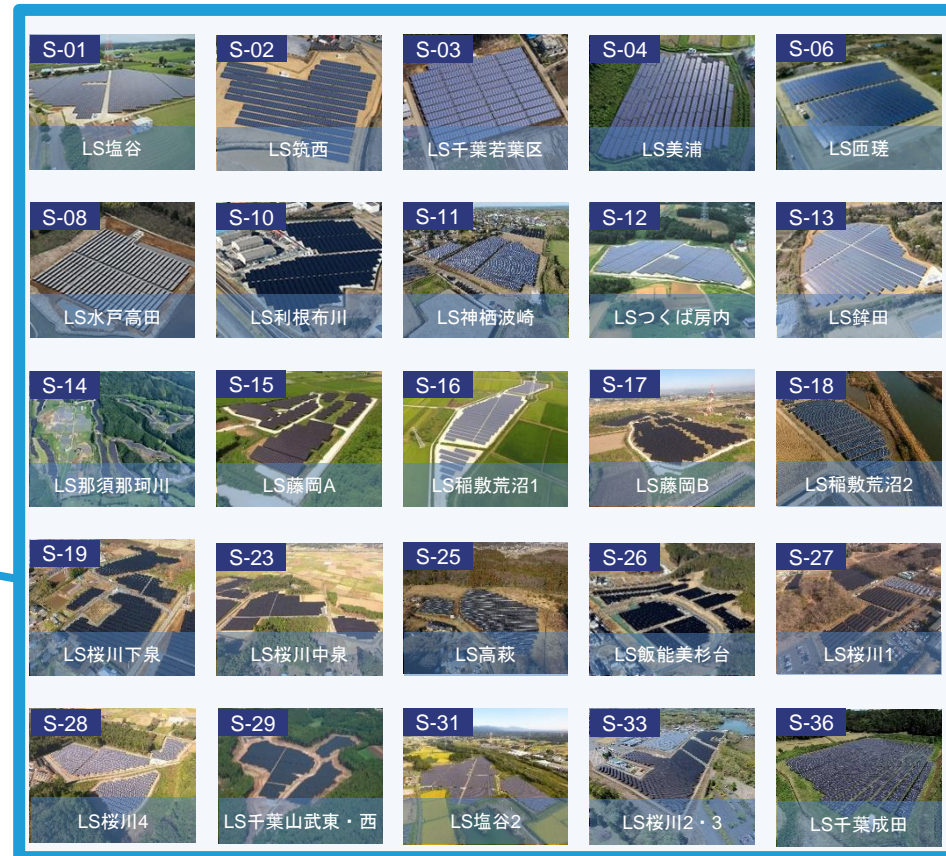 S-01
LS塩谷
S-02
LS筑西
S-03
LS千葉若葉区
S-04
LS美浦
S-06
LS匝瑳
S-08
LS水戸高田
S-10
LS利根布川
S-11
LS神栖波崎
S-12
LSつくば房内
S-13
LS鉾田
S-14
LS那須那珂川
S-15
LS藤岡A
S-16
LS稲敷荒沼1
S-17
LS藤岡B
S-18
LS稲敷荒沼2
S-19
LS桜川下泉
S-23
LS桜川中泉
S-25
LS高萩
S-26
LS飯能美杉台
S-27
LS桜川1
S-28
LS桜川4
S-29
LS千葉山武東・西
S-31
LS塩谷2
S-33
LS桜川2・3
S-36
LS千葉成田